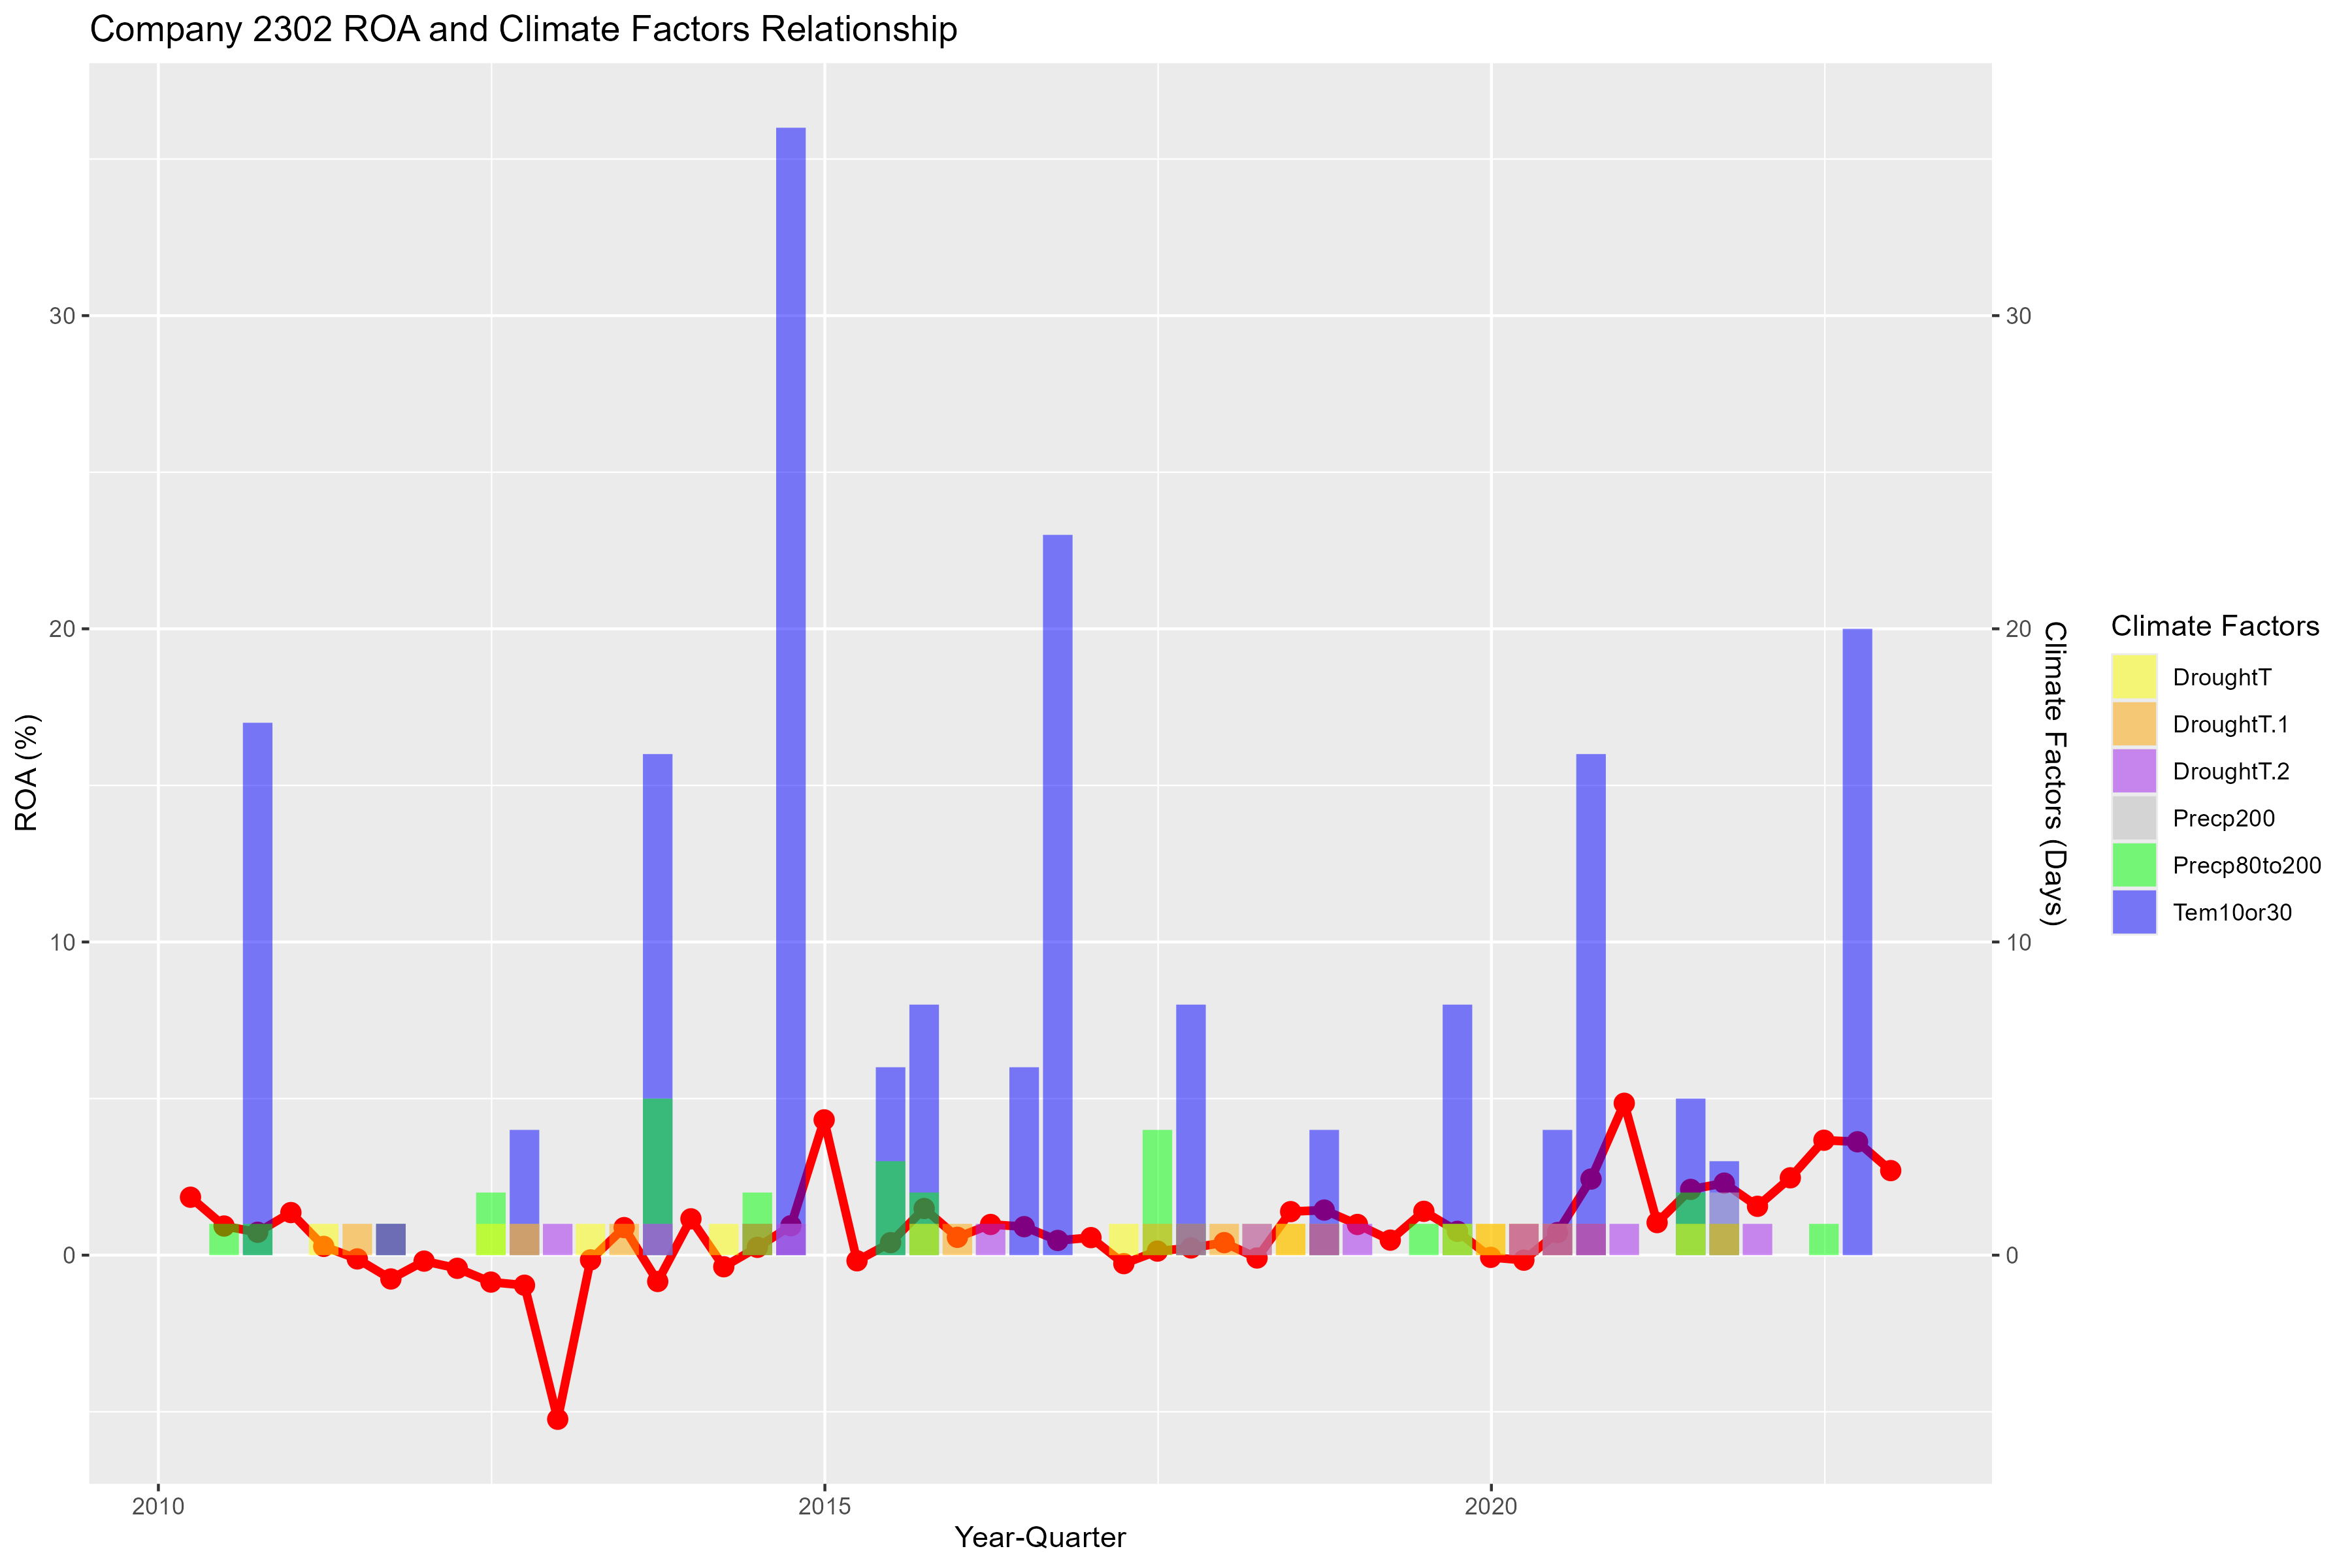 Company 2302 ROA and Climate Factors Relationship
ROA (%)
30
20
10
0
30
20
10
0
Climate Factors (Days)
2010
2015
2020
Year-Quarter
Climate Factors
DroughtT
DroughtT.1
DroughtT.2
Precp200
Precp80to200
Tem10or30